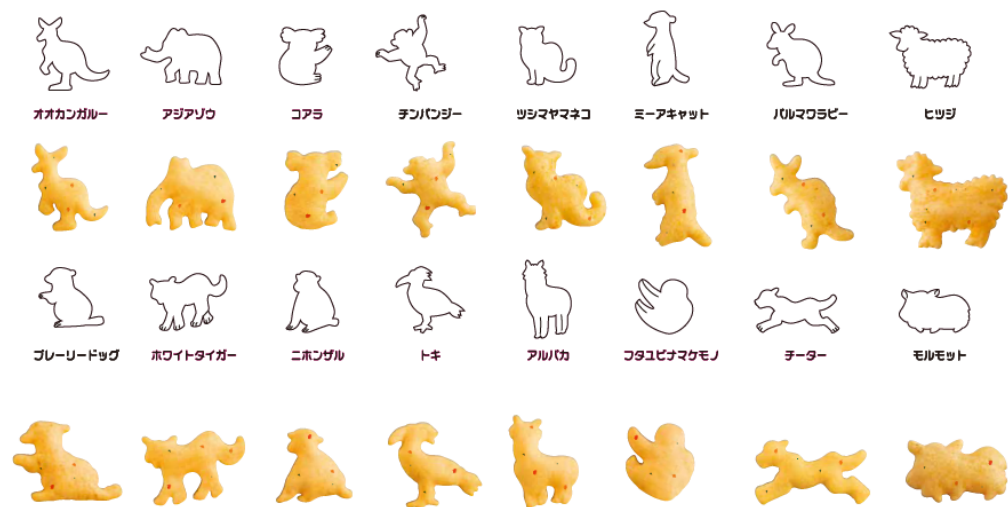 オオカンガルー
アジアゾウ
コアラ
チンパンジー
ツシマヤマネコ
ミーアキャット
パルマワラビー
ヒツジ
プレーリードッグ
ホワイトタイガー
ニホンザル
トキ
アルパカ
フタユビナマケモノ
チーター
モルモット